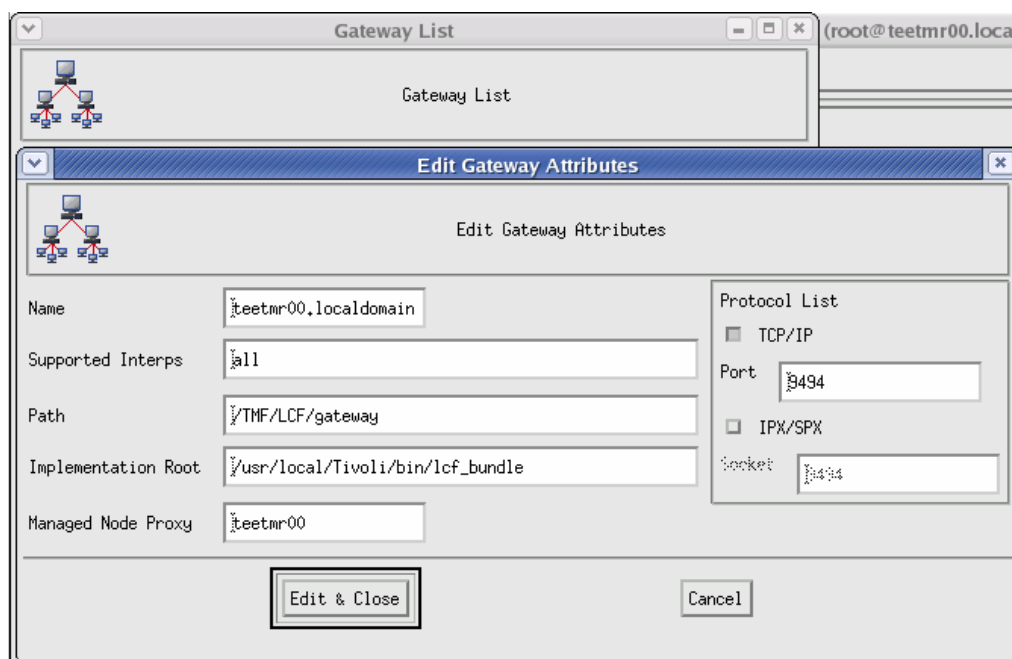 Gateway List
(root@teetmr00.loca
Gateway List
Edit Gateway Attributes
Edit Gateway Attributes
Name
teetmr00.localdomain
Supported Interps
all
Path
/TMF/LCF/gateway
Implementation Root
/usr/local/Tivoli/bin/lcf_bundle
Managed Node Proxy
teetmr00
Protocol List
TCP/IP
Port
9494
IPX/SPX
Socket
9494
Edit & Close
Cancel